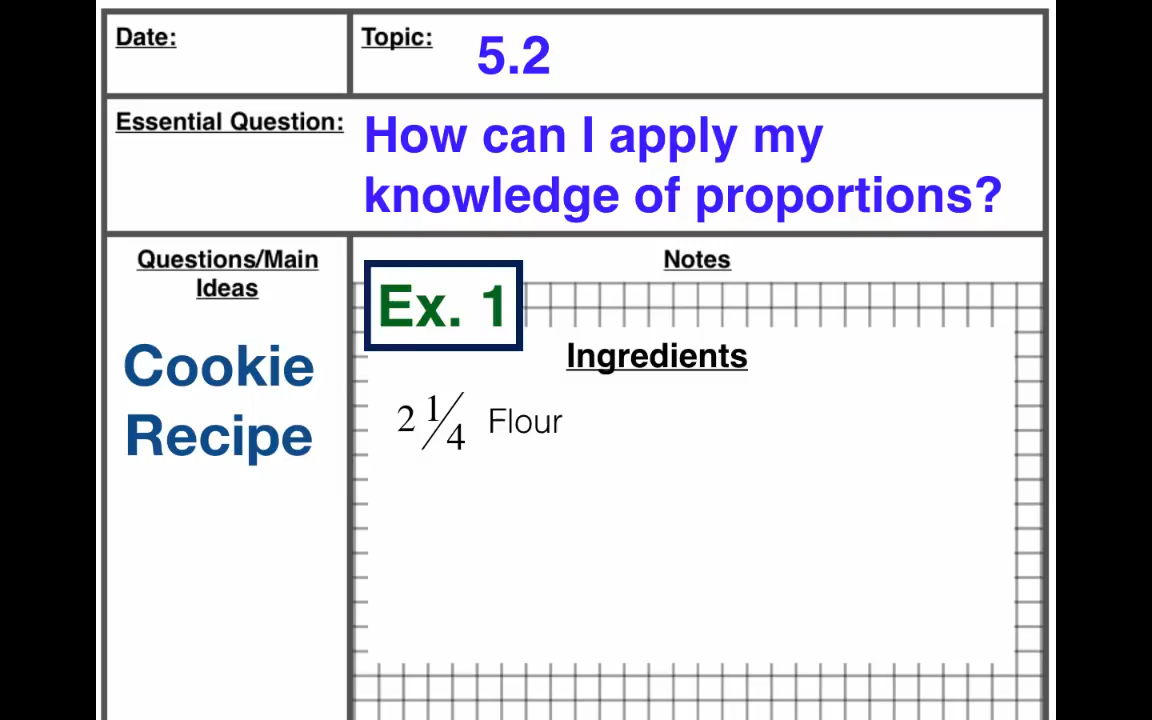 Date:
Topic: 5.2
Essential Question:
How can I apply my
knowledge of proportions?
Questions/Main
Ideas
Cookie
Recipe
Notes
Ex. 1
Ingredients
2 1/4 Flour